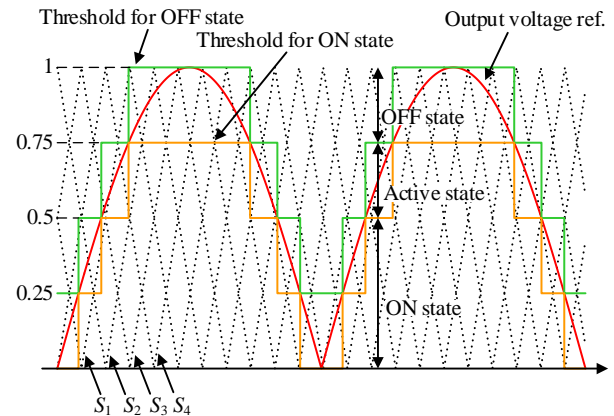 Threshold for OFF state
Output voltage ref.
Threshold for ON state
1
OFF state
0.75
Active state
0.5
ON state
0.25
S1 S2 S3 S4